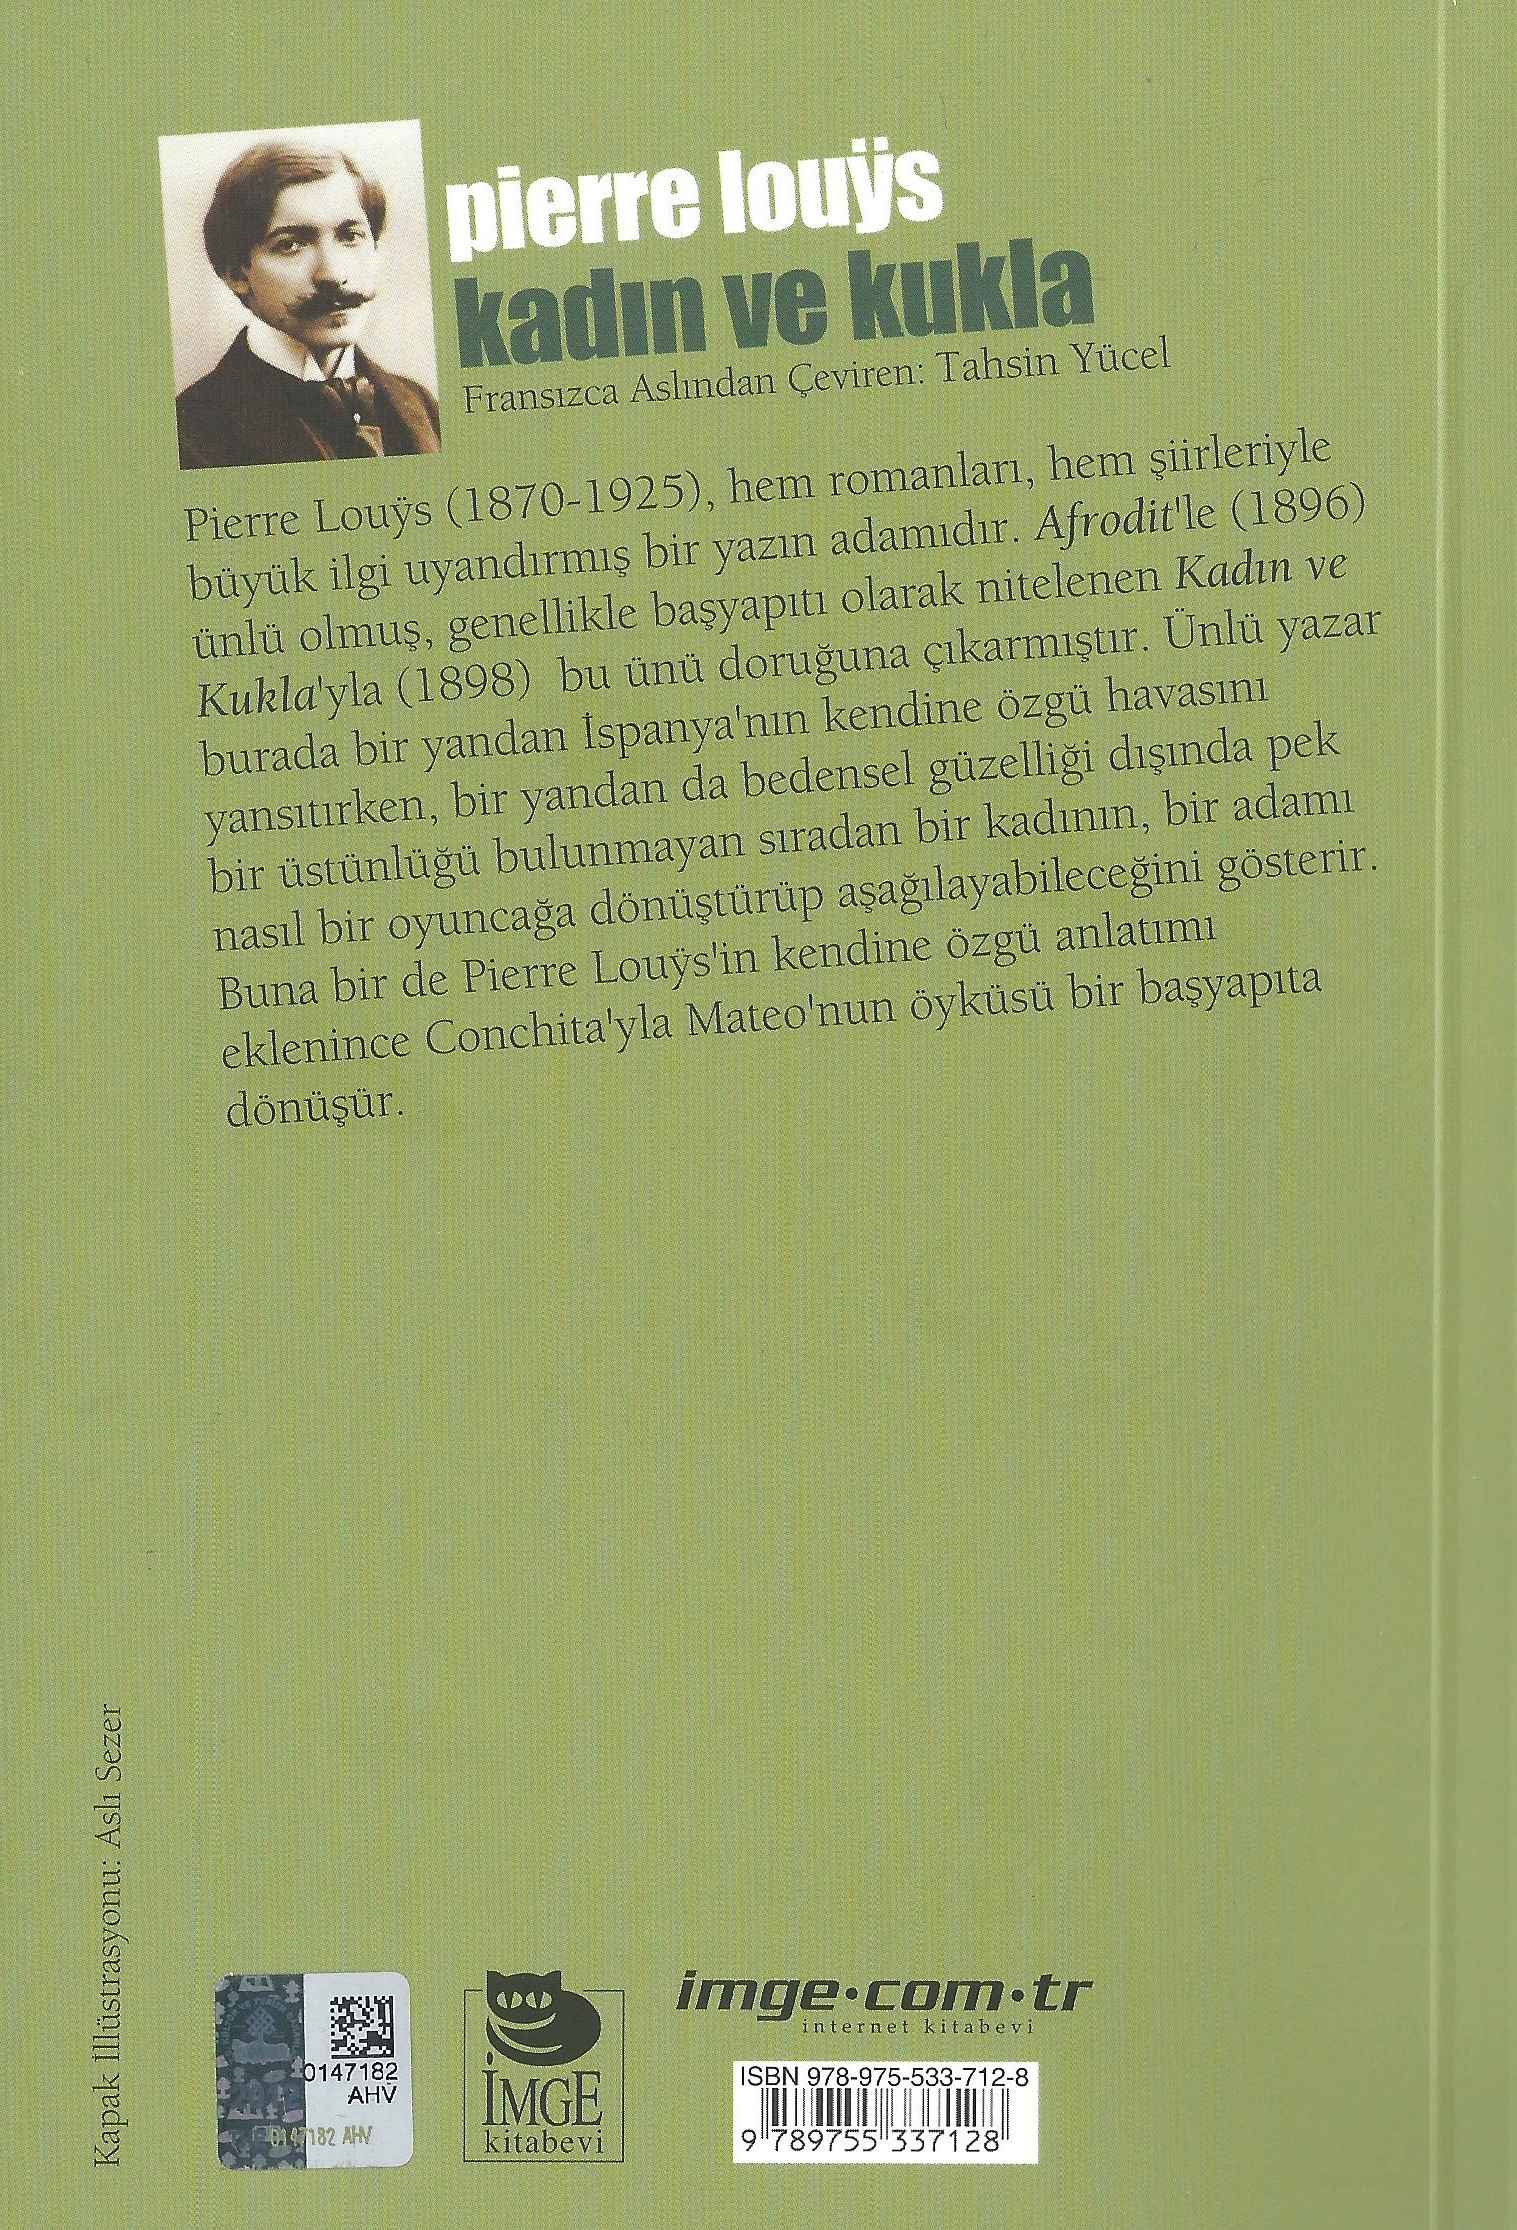 pierre louÿs
kadın ve kukla
Fransızca Aslından Çeviren: Tahsin Yücel
Pierre Louÿs (1870-1925), hem romanları, hem şiirleriyle
büyük ilgi uyandırmış bir yazın adamıdır. Afrodit'le (1896)
ünlü olmuş, genellikle başyapıtı olarak nitelenen Kadın ve
Kukla'yla (1898) bu ünü doruğuna çıkarmıştır. Ünlü yazar
burada bir yandan İspanya'nın kendine özgü havasını
yansıtırken, bir yandan da bedensel güzelliği dışında pek
bir üstünlüğü bulunmayan sıradan bir kadının, bir adamı
nasıl bir oyuncağa dönüştürüp aşağılayabileceğini gösterir.
Buna bir de Pierre Louÿs'in kendine özgü anlatımı
eklenince Conchita'yla Mateo'nun öyküsü bir başyapıta
dönüşür.
Kapak İllüstrasyonu: Aslı Sezer
0147182
AHV
0147182 AHV
İMGE
kitabevi
imge•com•tr
internet kitabevi
ISBN 978-975-533-712-8
9 789755 337128